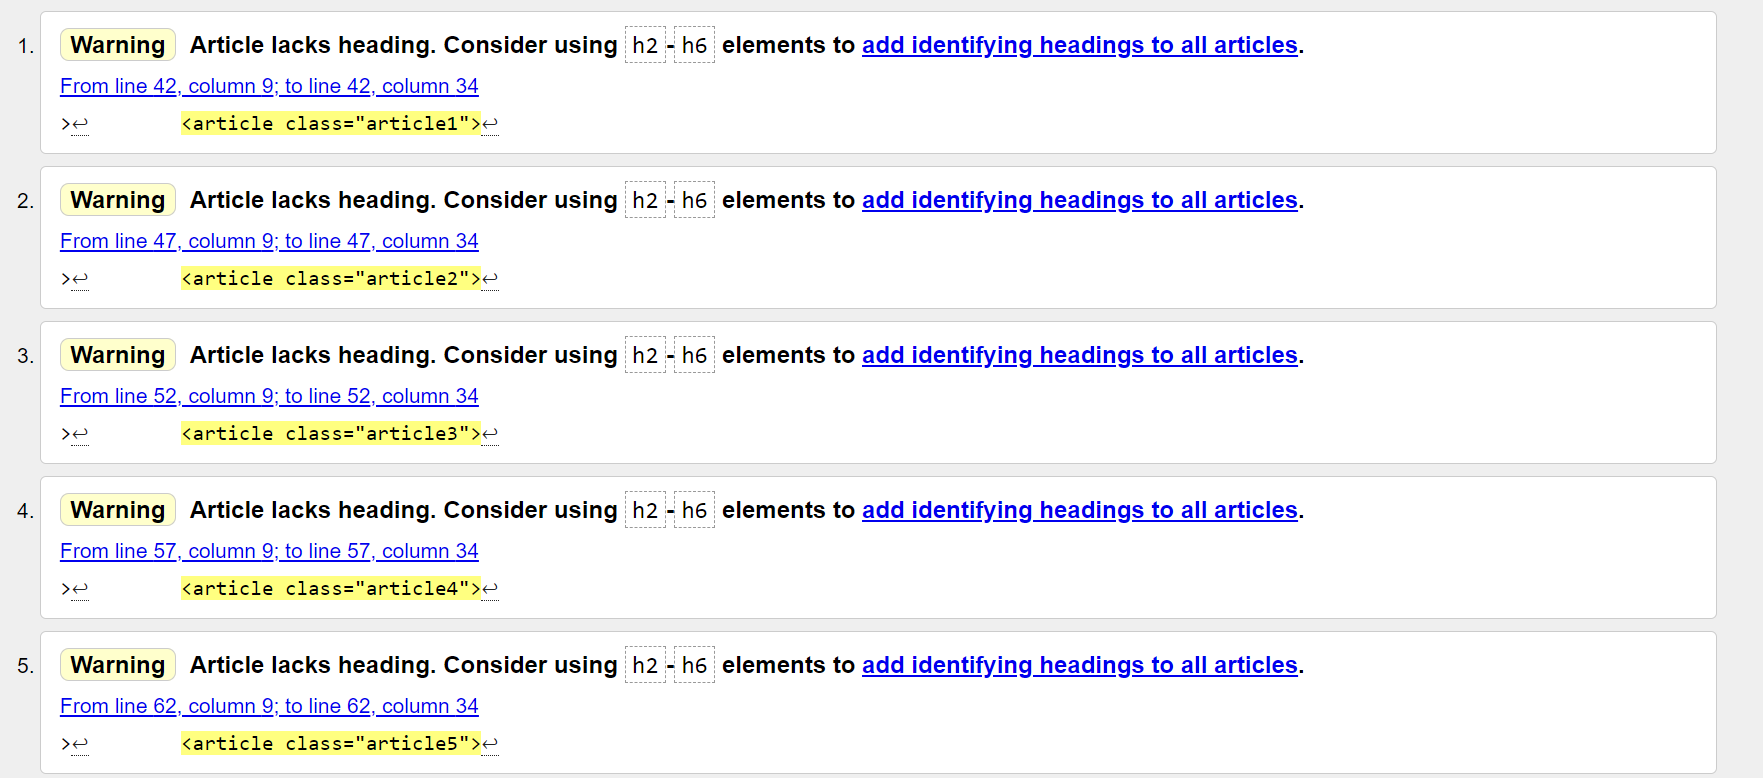 1. Warning Article lacks heading. Consider using h2-h6 elements to add identifying headings to all articles.
From line 42, column 9; to line 42, column 34
>↩ <article class="article1">↩
2. Warning Article lacks heading. Consider using h2-h6 elements to add identifying headings to all articles.
From line 47, column 9; to line 47, column 34
>↩ <article class="article2">↩
3. Warning Article lacks heading. Consider using h2-h6 elements to add identifying headings to all articles.
From line 52, column 9; to line 52, column 34
>↩ <article class="article3">↩
4. Warning Article lacks heading. Consider using h2-h6 elements to add identifying headings to all articles.
From line 57, column 9; to line 57, column 34
>↩ <article class="article4">↩
5. Warning Article lacks heading. Consider using h2-h6 elements to add identifying headings to all articles.
From line 62, column 9; to line 62, column 34
>↩ <article class="article5">↩